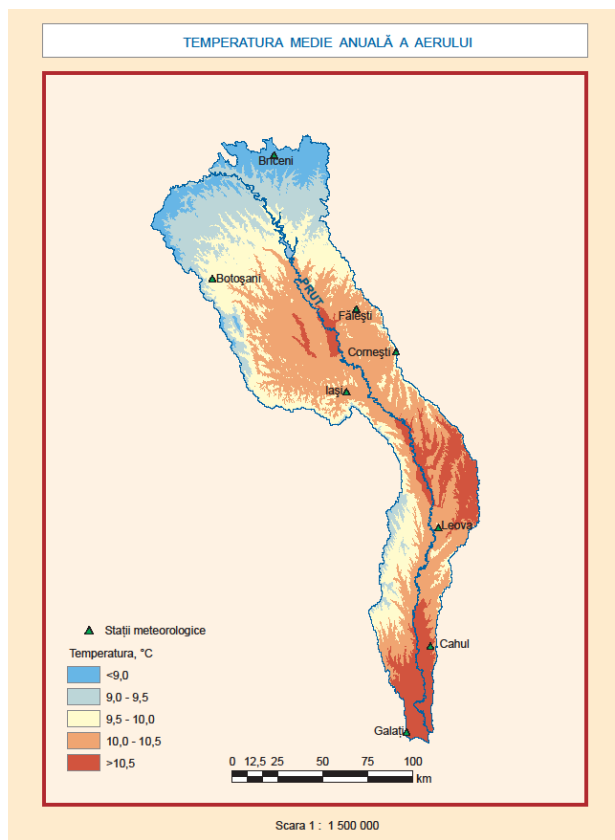 TEMPERATURA MEDIE ANUALĂ A AERULUI
Briceni
Botoşani
PRUT
Făleşti
Corneşti
Iaşi
Leova
Cahul
Galaţi
Staţii meteorologice
Temperatura, °C
<9,0
9,0 - 9,5
9,5 - 10,0
10,0 - 10,5
>10,5
0 12,5 25 50 75 100
km
Scara 1 : 1 500 000